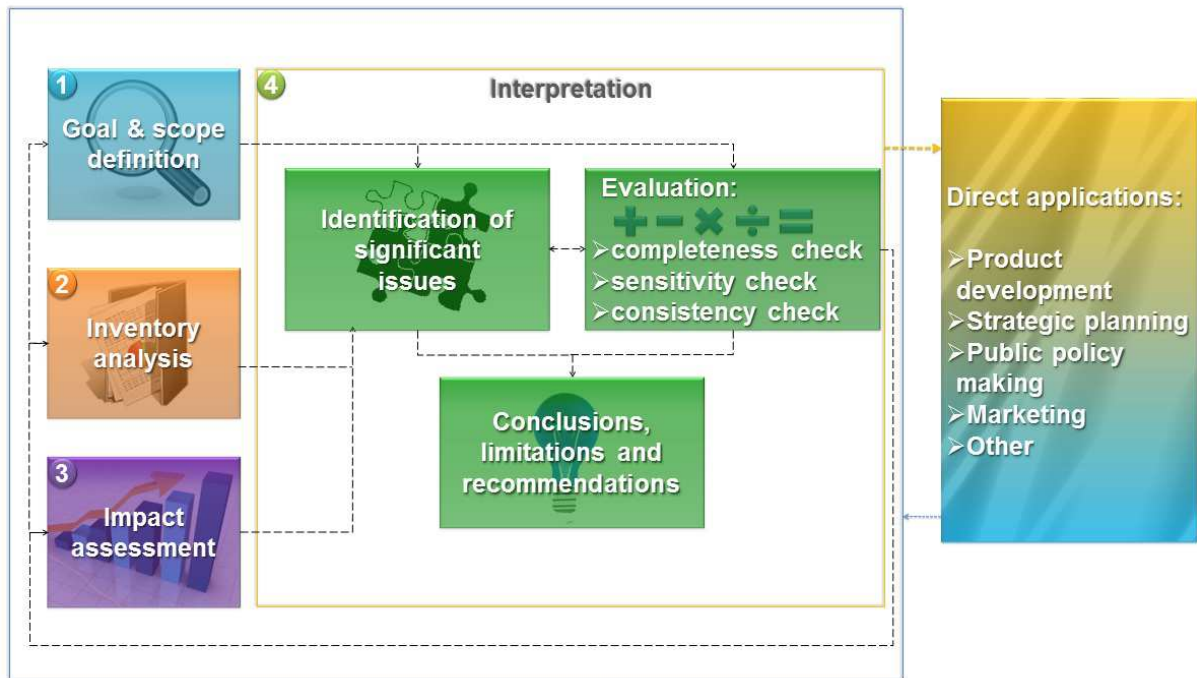 1
Goal & scope
definition
2
Inventory
analysis
3
Impact
assessment
4
Interpretation
Identification of
significant
issues
Evaluation:
+ − × ÷ =
➢completeness check
➢sensitivity check
➢consistency check
Conclusions,
limitations and
recommendations
Direct applications:
➢Product
development
➢Strategic planning
➢Public policy
making
➢Marketing
➢Other